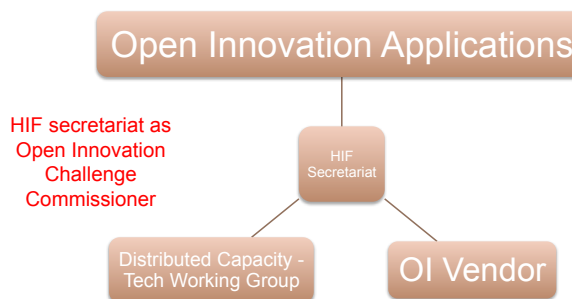 Open Innovation Applications
HIF secretariat as
Open Innovation
Challenge
Commissioner
HIF
Secretariat
Distributed Capacity -
Tech Working Group
OI Vendor